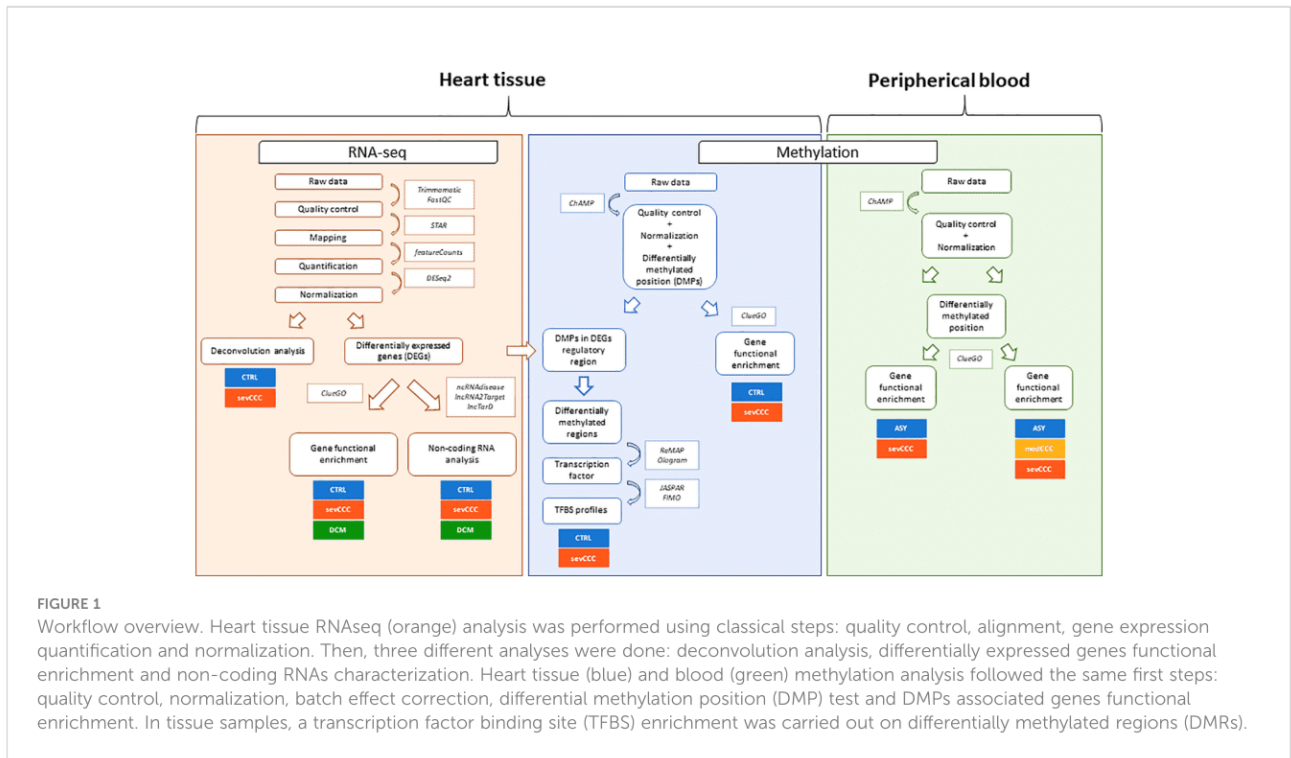 Heart tissue
Peripherical blood
RNA-seq
Methylation
Raw data
Trimmomatic
FastQC
Quality control
STAR
Mapping
featureCounts
Quantification
DESeq2
Normalization
Deconvolution analysis
CTRL
sevCCC
Differentially expressed
genes (DEGs)
ClueGO
ncRNAdisease
lncRNA2Target
lncTarD
Gene functional
enrichment
CTRL
sevCCC
DCM
Non-coding RNA
analysis
CTRL
sevCCC
DCM
Raw data
ChAMP
Quality control
+
Normalization
+
Differentially
methylated
position (DMPs)
DMPs in DEGs
regulatory
region
Differentially
methylated
regions
ReMAP
Ologram
Transcription
factor
JASPAR
FIMO
TFBS profiles
CTRL
sevCCC
ClueGO
Gene
functional
enrichment
CTRL
sevCCC
Raw data
ChAMP
Quality control
+
Normalization
Differentially
methylated
position
ClueGO
Gene
functional
enrichment
ASY
sevCCC
Gene
functional
enrichment
ASY
modCCC
sevCCC
FIGURE 1
Workflow overview. Heart tissue RNAseq (orange) analysis was performed using classical steps: quality control, alignment, gene expression
quantification and normalization. Then, three different analyses were done: deconvolution analysis, differentially expressed genes functional
enrichment and non-coding RNAs characterization. Heart tissue (blue) and blood (green) methylation analysis followed the same first steps:
quality control, normalization, batch effect correction, differential methylation position (DMP) test and DMPs associated genes functional
enrichment. In tissue samples, a transcription factor binding site (TFBS) enrichment was carried out on differentially methylated regions (DMRs).